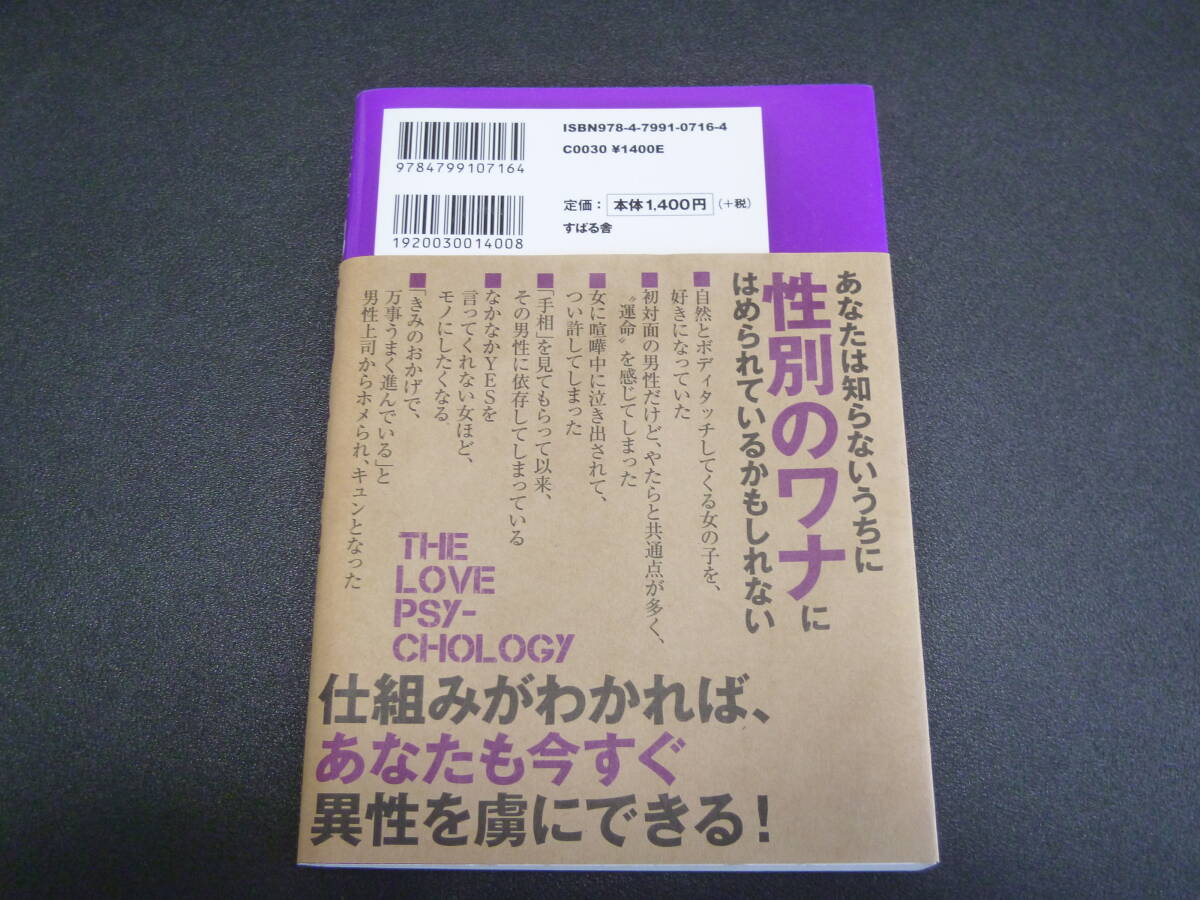 ISBN978-4-7991-0716-4
C0030 ¥1400E
9784799107164
定価： 本体1,400円 （＋税）
すばる舎
1920030014008
あなたは知らないうちに
性別のワナに
はめられているかもしれない
■自然とボディタッチしてくる女の子を、
好きになっていた
■初対面の男性だけど、やたらと共通点が多く、
〝運命〟を感じてしまった
■女に喧嘩中に泣き出されて、
つい許してしまった
■「手相」を見てもらって以来、
その男性に依存してしまっている
■なかなかYESを
言ってくれない女ほど、
モノにしたくなる
■「きみのおかげで、
万事うまく進んでいる」と
男性上司からホメられ、キュンとなった
THE
LOVE
PSY-
CHOLOGY
仕組みがわかれば、
あなたも今すぐ
異性を虜にできる！